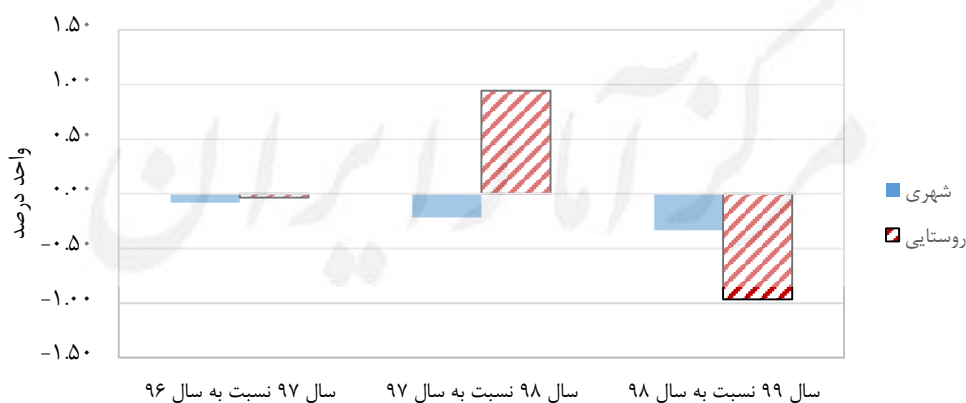 ۱.۵۰
۱.۰۰
۰.۵۰
۰.۰۰
-۰.۵۰
-۱.۰۰
-۱.۵۰
واحد درصد
سال ۹۷ نسبت به سال ۹۶
سال ۹۸ نسبت به سال ۹۷
سال ۹۹ نسبت به سال ۹۸
شهری
روستایی
مرکز آمار ایران